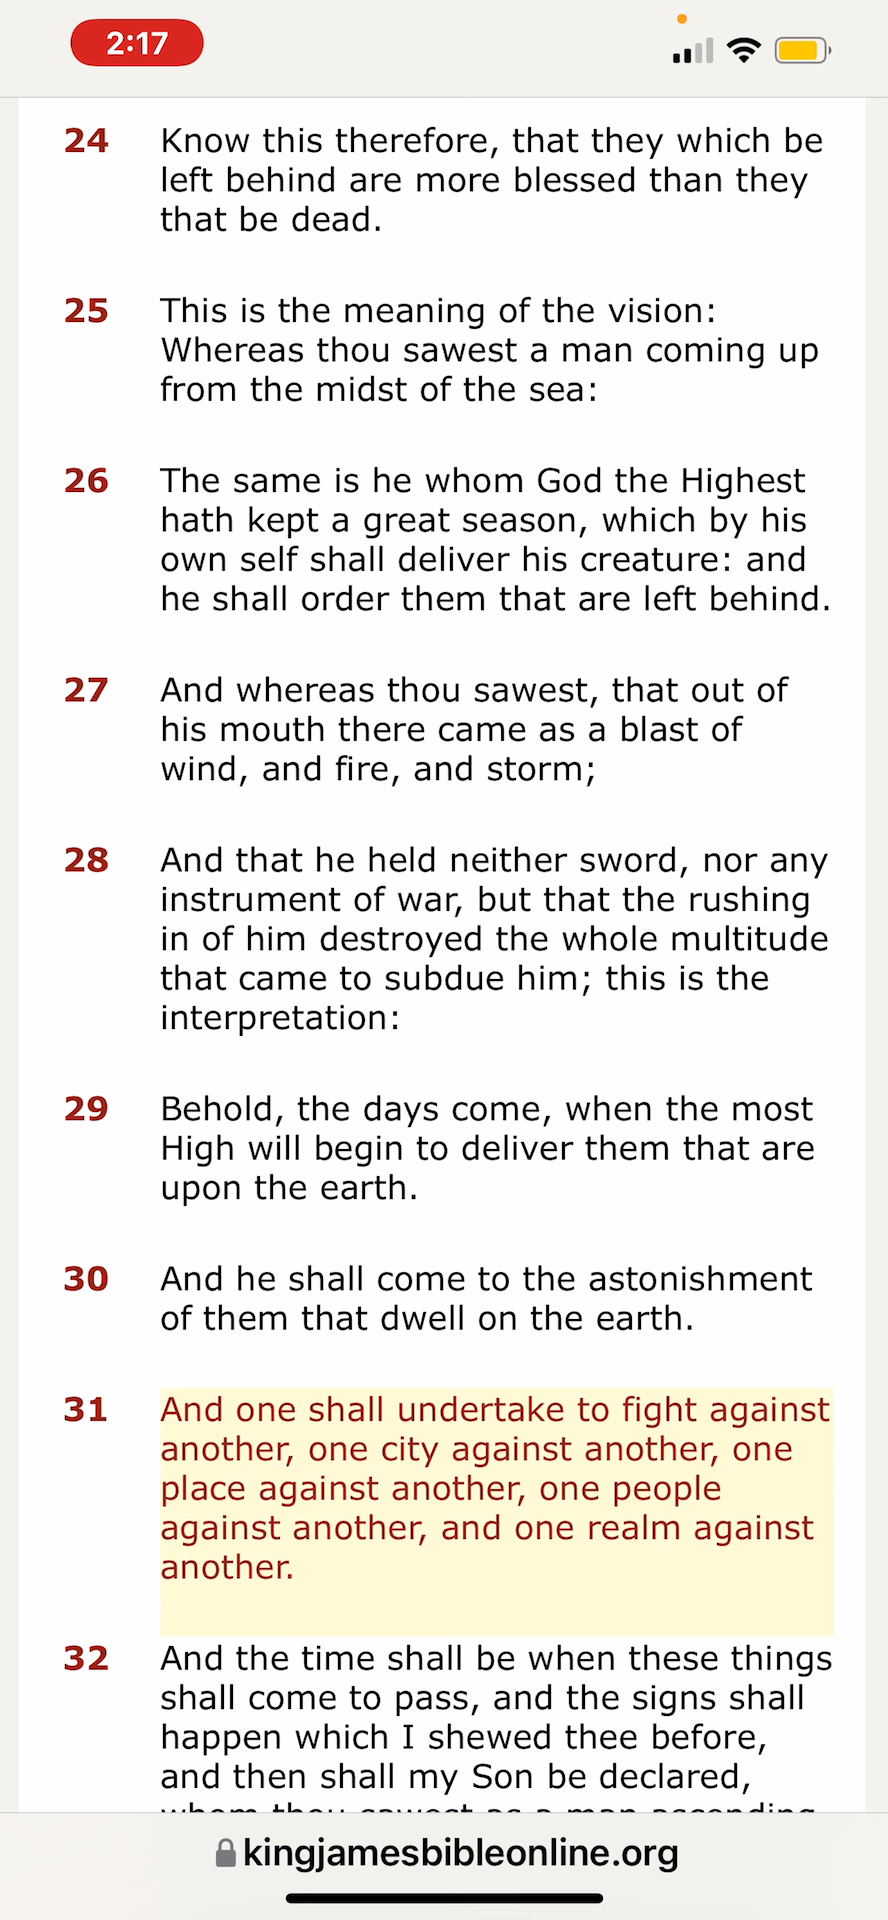 2:17
24 Know this therefore, that they which be
left behind are more blessed than they
that be dead.
25 This is the meaning of the vision:
Whereas thou sawest a man coming up
from the midst of the sea:
26 The same is he whom God the Highest
hath kept a great season, which by his
own self shall deliver his creature: and
he shall order them that are left behind.
27 And whereas thou sawest, that out of
his mouth there came as a blast of
wind, and fire, and storm;
28 And that he held neither sword, nor any
instrument of war, but that the rushing
in of him destroyed the whole multitude
that came to subdue him; this is the
interpretation:
29 Behold, the days come, when the most
High will begin to deliver them that are
upon the earth.
30 And he shall come to the astonishment
of them that dwell on the earth.
31 And one shall undertake to fight against
another, one city against another, one
place against another, one people
against another, and one realm against
another.
32 And the time shall be when these things
shall come to pass, and the signs shall
happen which I shewed thee before,
and then shall my Son be declared,
whom thou sawest as a man ascending
kingjamesbibleonline.org